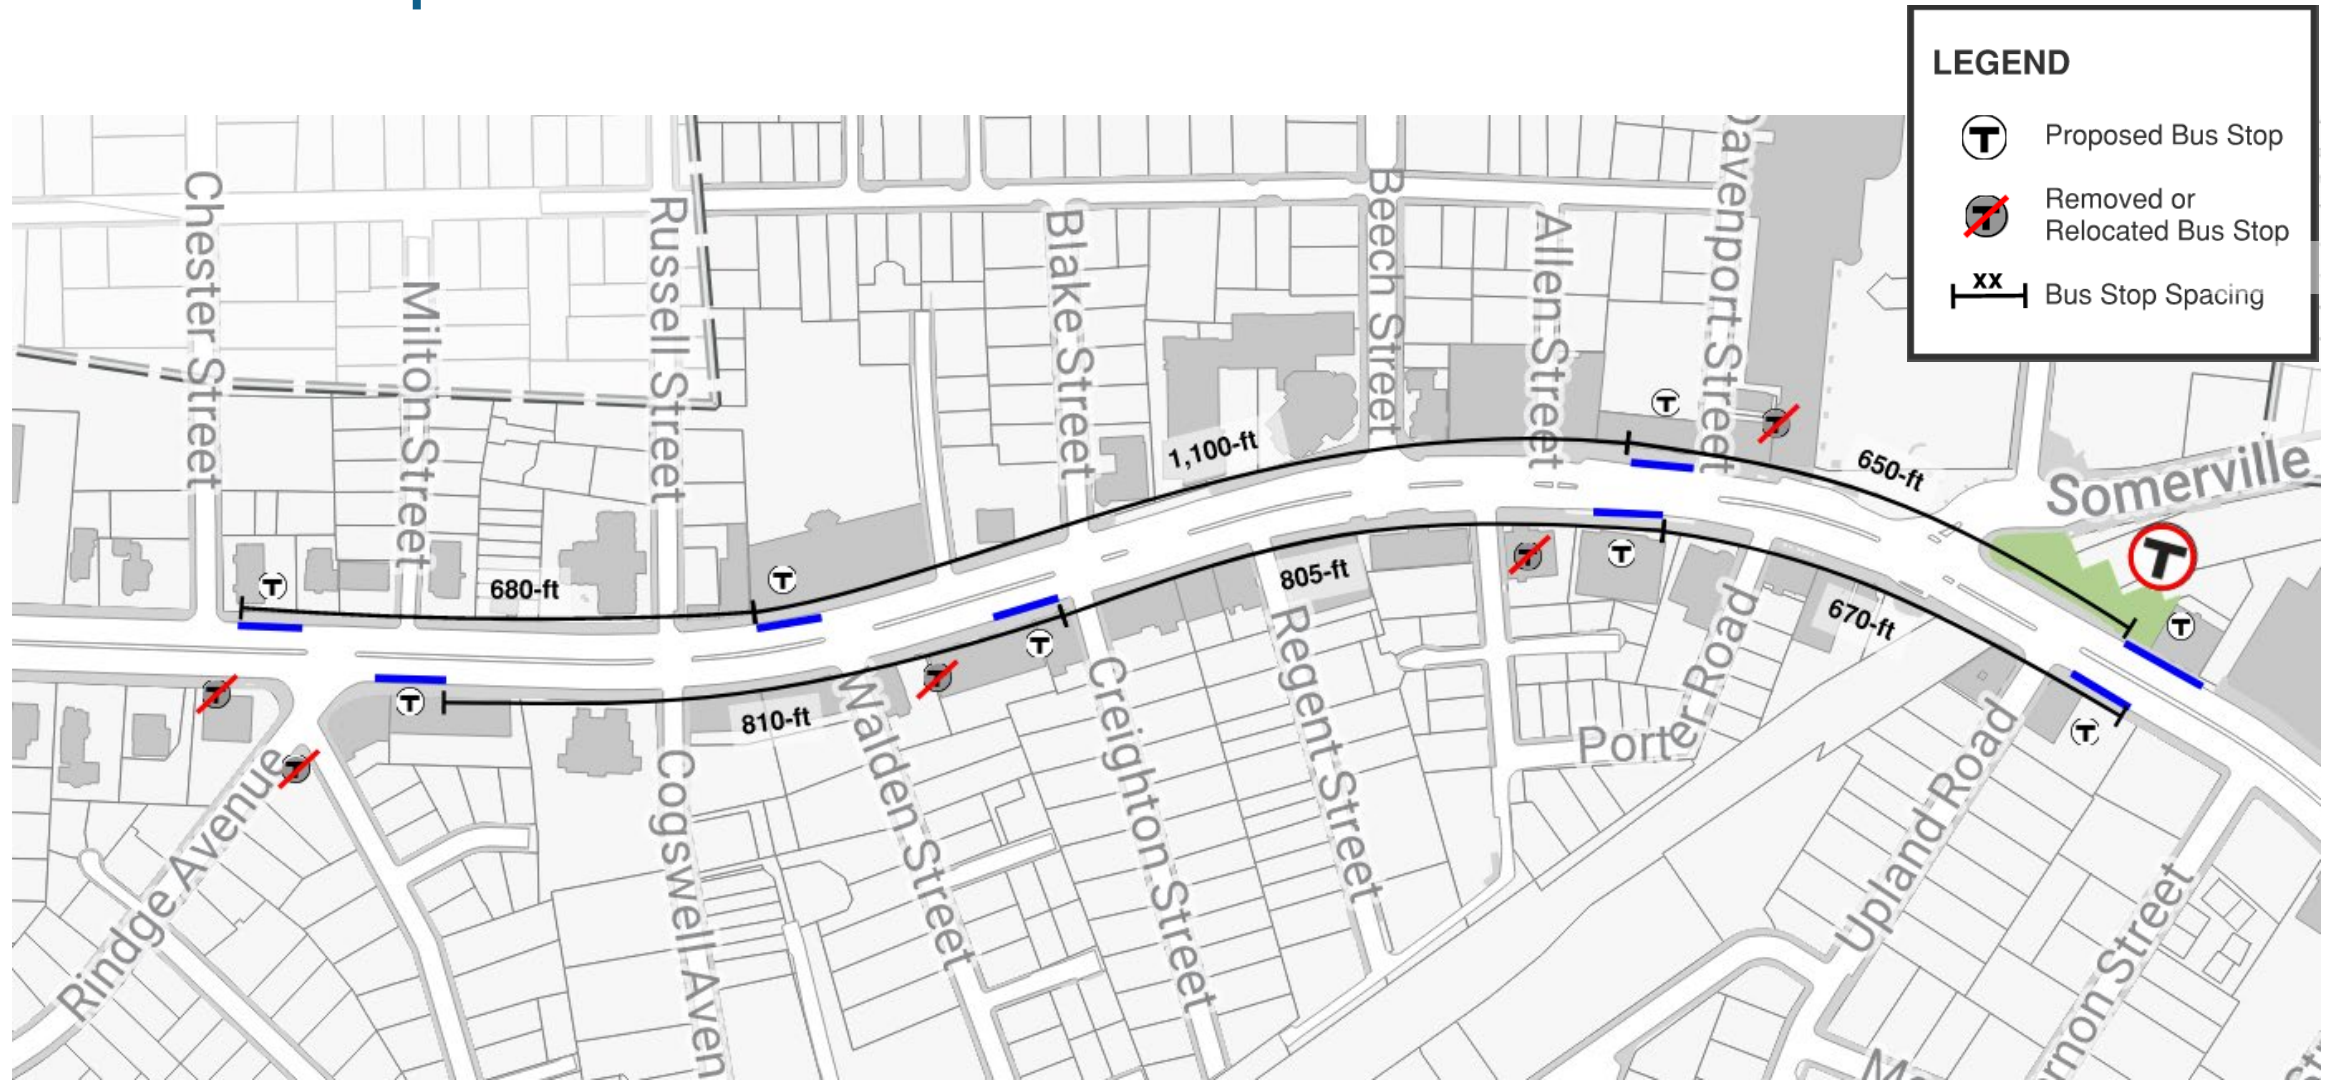 LEGEND
T
Proposed Bus Stop
T
Removed or
Relocated Bus Stop
xx
Bus Stop Spacing
Chester Street
Milton Street
Russell Street
Blake Street
Beech Street
Allen Street
Davenport Street
Somerville
T
T
T
1,100-ft
650-ft
T
T
680-ft
805-ft
670-ft
T
T
T
T
T
T
T
810-ft
T
T
T
Rindge Avenue
Cogswell Aven
Walden Street
Creighton Street
Regent Street
Porter Road
Upland Road
rnon Street